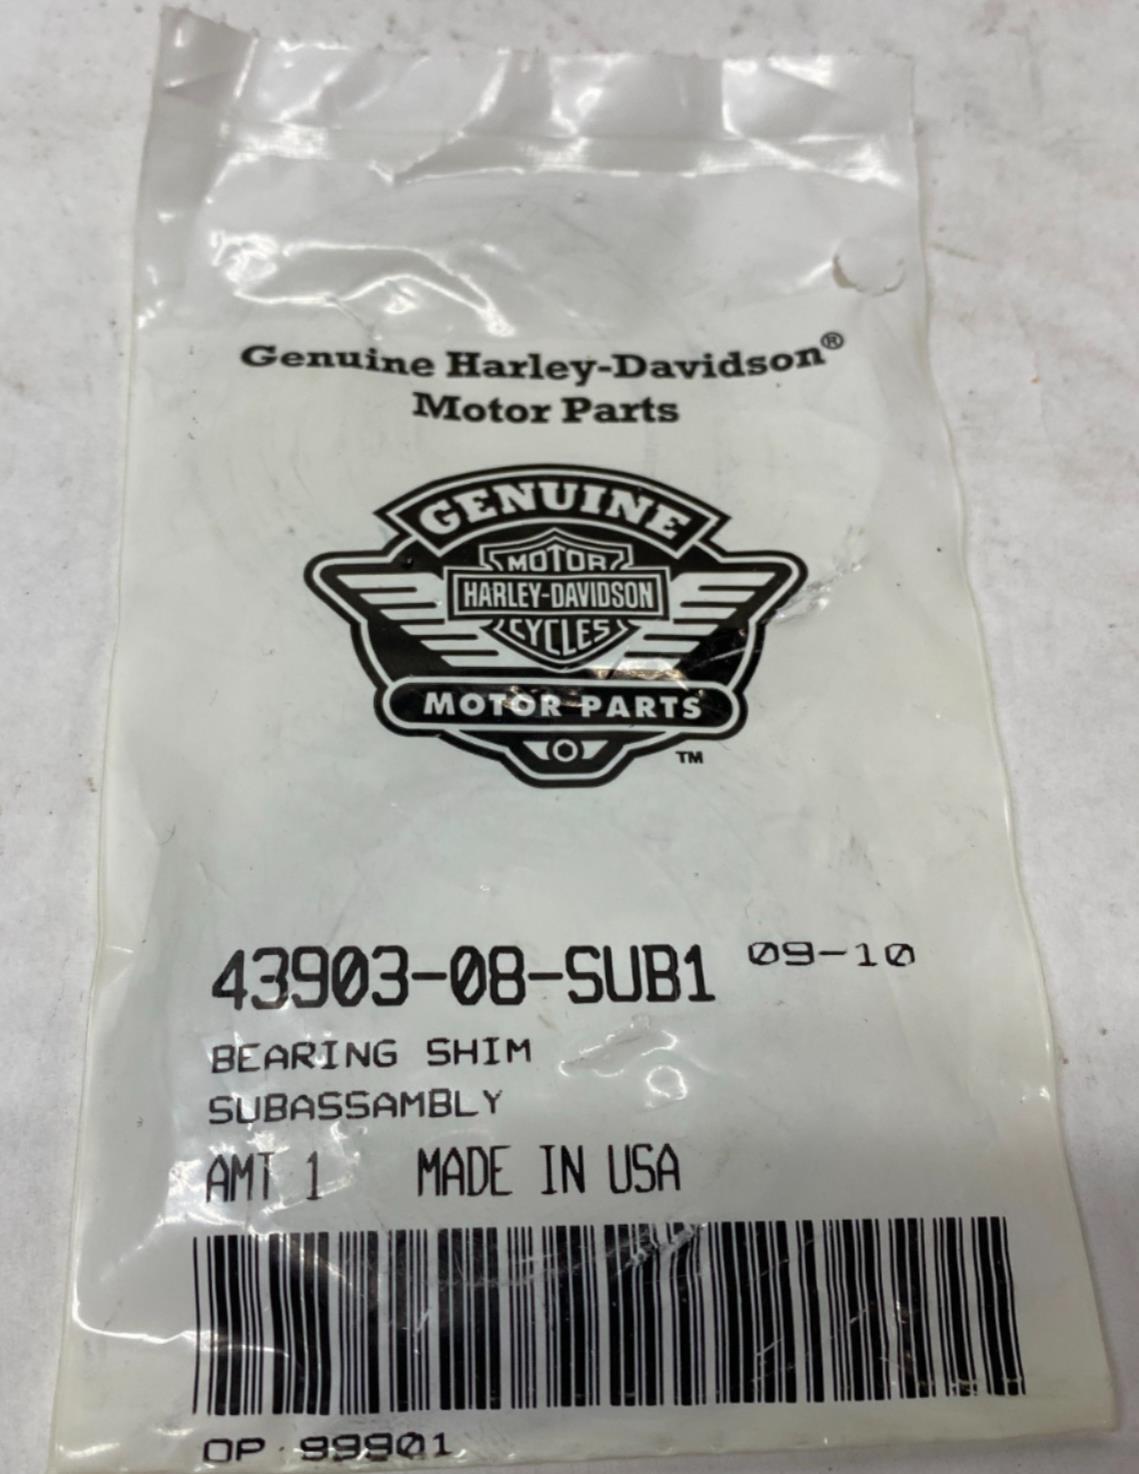 Genuine Harley-Davidson®
Motor Parts
GENUINE
MOTOR
HARLEY-DAVIDSON
CYCLES
MOTOR PARTS
TM
43903-08-SUB1 09-10
BEARING SHIM
SUBASSAMBLY
AMT 1 MADE IN USA
OP 99901